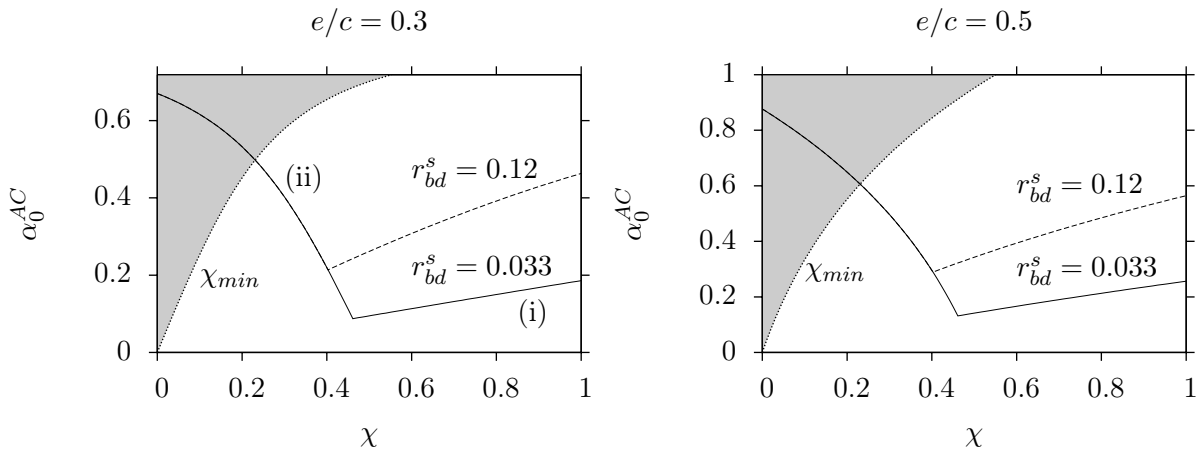 e/c = 0.3
0
0.2
0.4
0.6
0 0.2 0.4 0.6 0.8 1
α₀^{AC}
χ
χ_{min}
(ii)
r^s_{bd} = 0.12
r^s_{bd} = 0.033
(i)
e/c = 0.5
0
0.2
0.4
0.6
0.8
1
0 0.2 0.4 0.6 0.8 1
α₀^{AC}
χ
χ_{min}
r^s_{bd} = 0.12
r^s_{bd} = 0.033